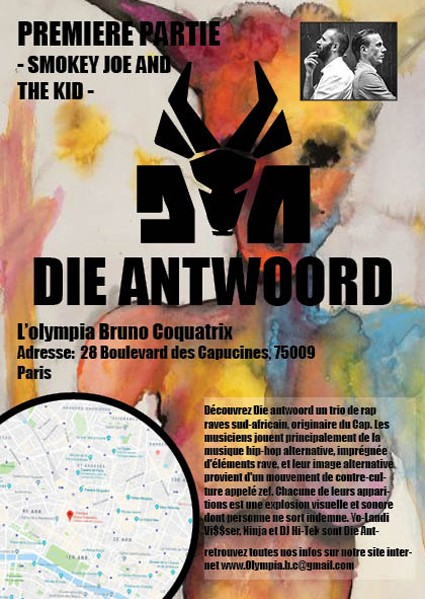 PREMIERE PARTIE
- SMOKEY JOE AND
THE KID -
DIE ANTWOORD
L'olympia Bruno Coquatrix
Adresse: 28 Boulevard des Capucines, 75009
Paris
Découvrez Die antwoord un trio de rap
raves sud-africain, originaire du Cap. Les
musiciens jouent principalement de la
musique hip-hop alternative, imprégnée
d'éléments rave, et leur image alternative
provient d'un mouvement de contre-cul-
ture appelé zef. Chacune de leurs appari-
tions est une explosion visuelle et sonore
dont personne ne sort indemne. Yo-Landi
Vi$$ser, Ninja et DJ Hi-Tek sont Die Ant-
retrouvez toutes nos infos sur notre site inter-
net www.Olympia.b.c@gmail.com